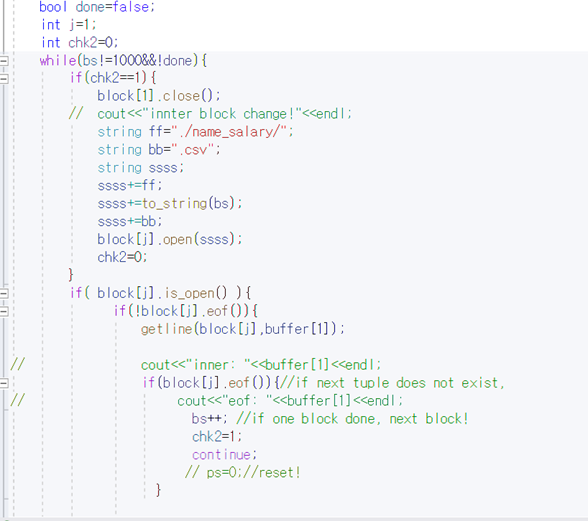 bool done=false;
int j=1;
int chk2=0;
while(bs!=1000&&!done){
if(chk2==1){
block[1].close();
// cout<<"innter block change!"<<endl;
string ff="./name_salary/";
string bb=".csv";
string ssss;
ssss+=ff;
ssss+=to_string(bs);
ssss+=bb;
block[j].open(ssss);
chk2=0;
}
if( block[j].is_open() ){
if(!block[j].eof()){
getline(block[j],buffer[1]);
// cout<<"inner: "<<buffer[1]<<endl;
if(block[j].eof()){//if next tuple does not exist,
// cout<<"eof: "<<buffer[1]<<endl;
bs++; //if one block done, next block!
chk2=1;
continue;
// ps=0;//reset!
}